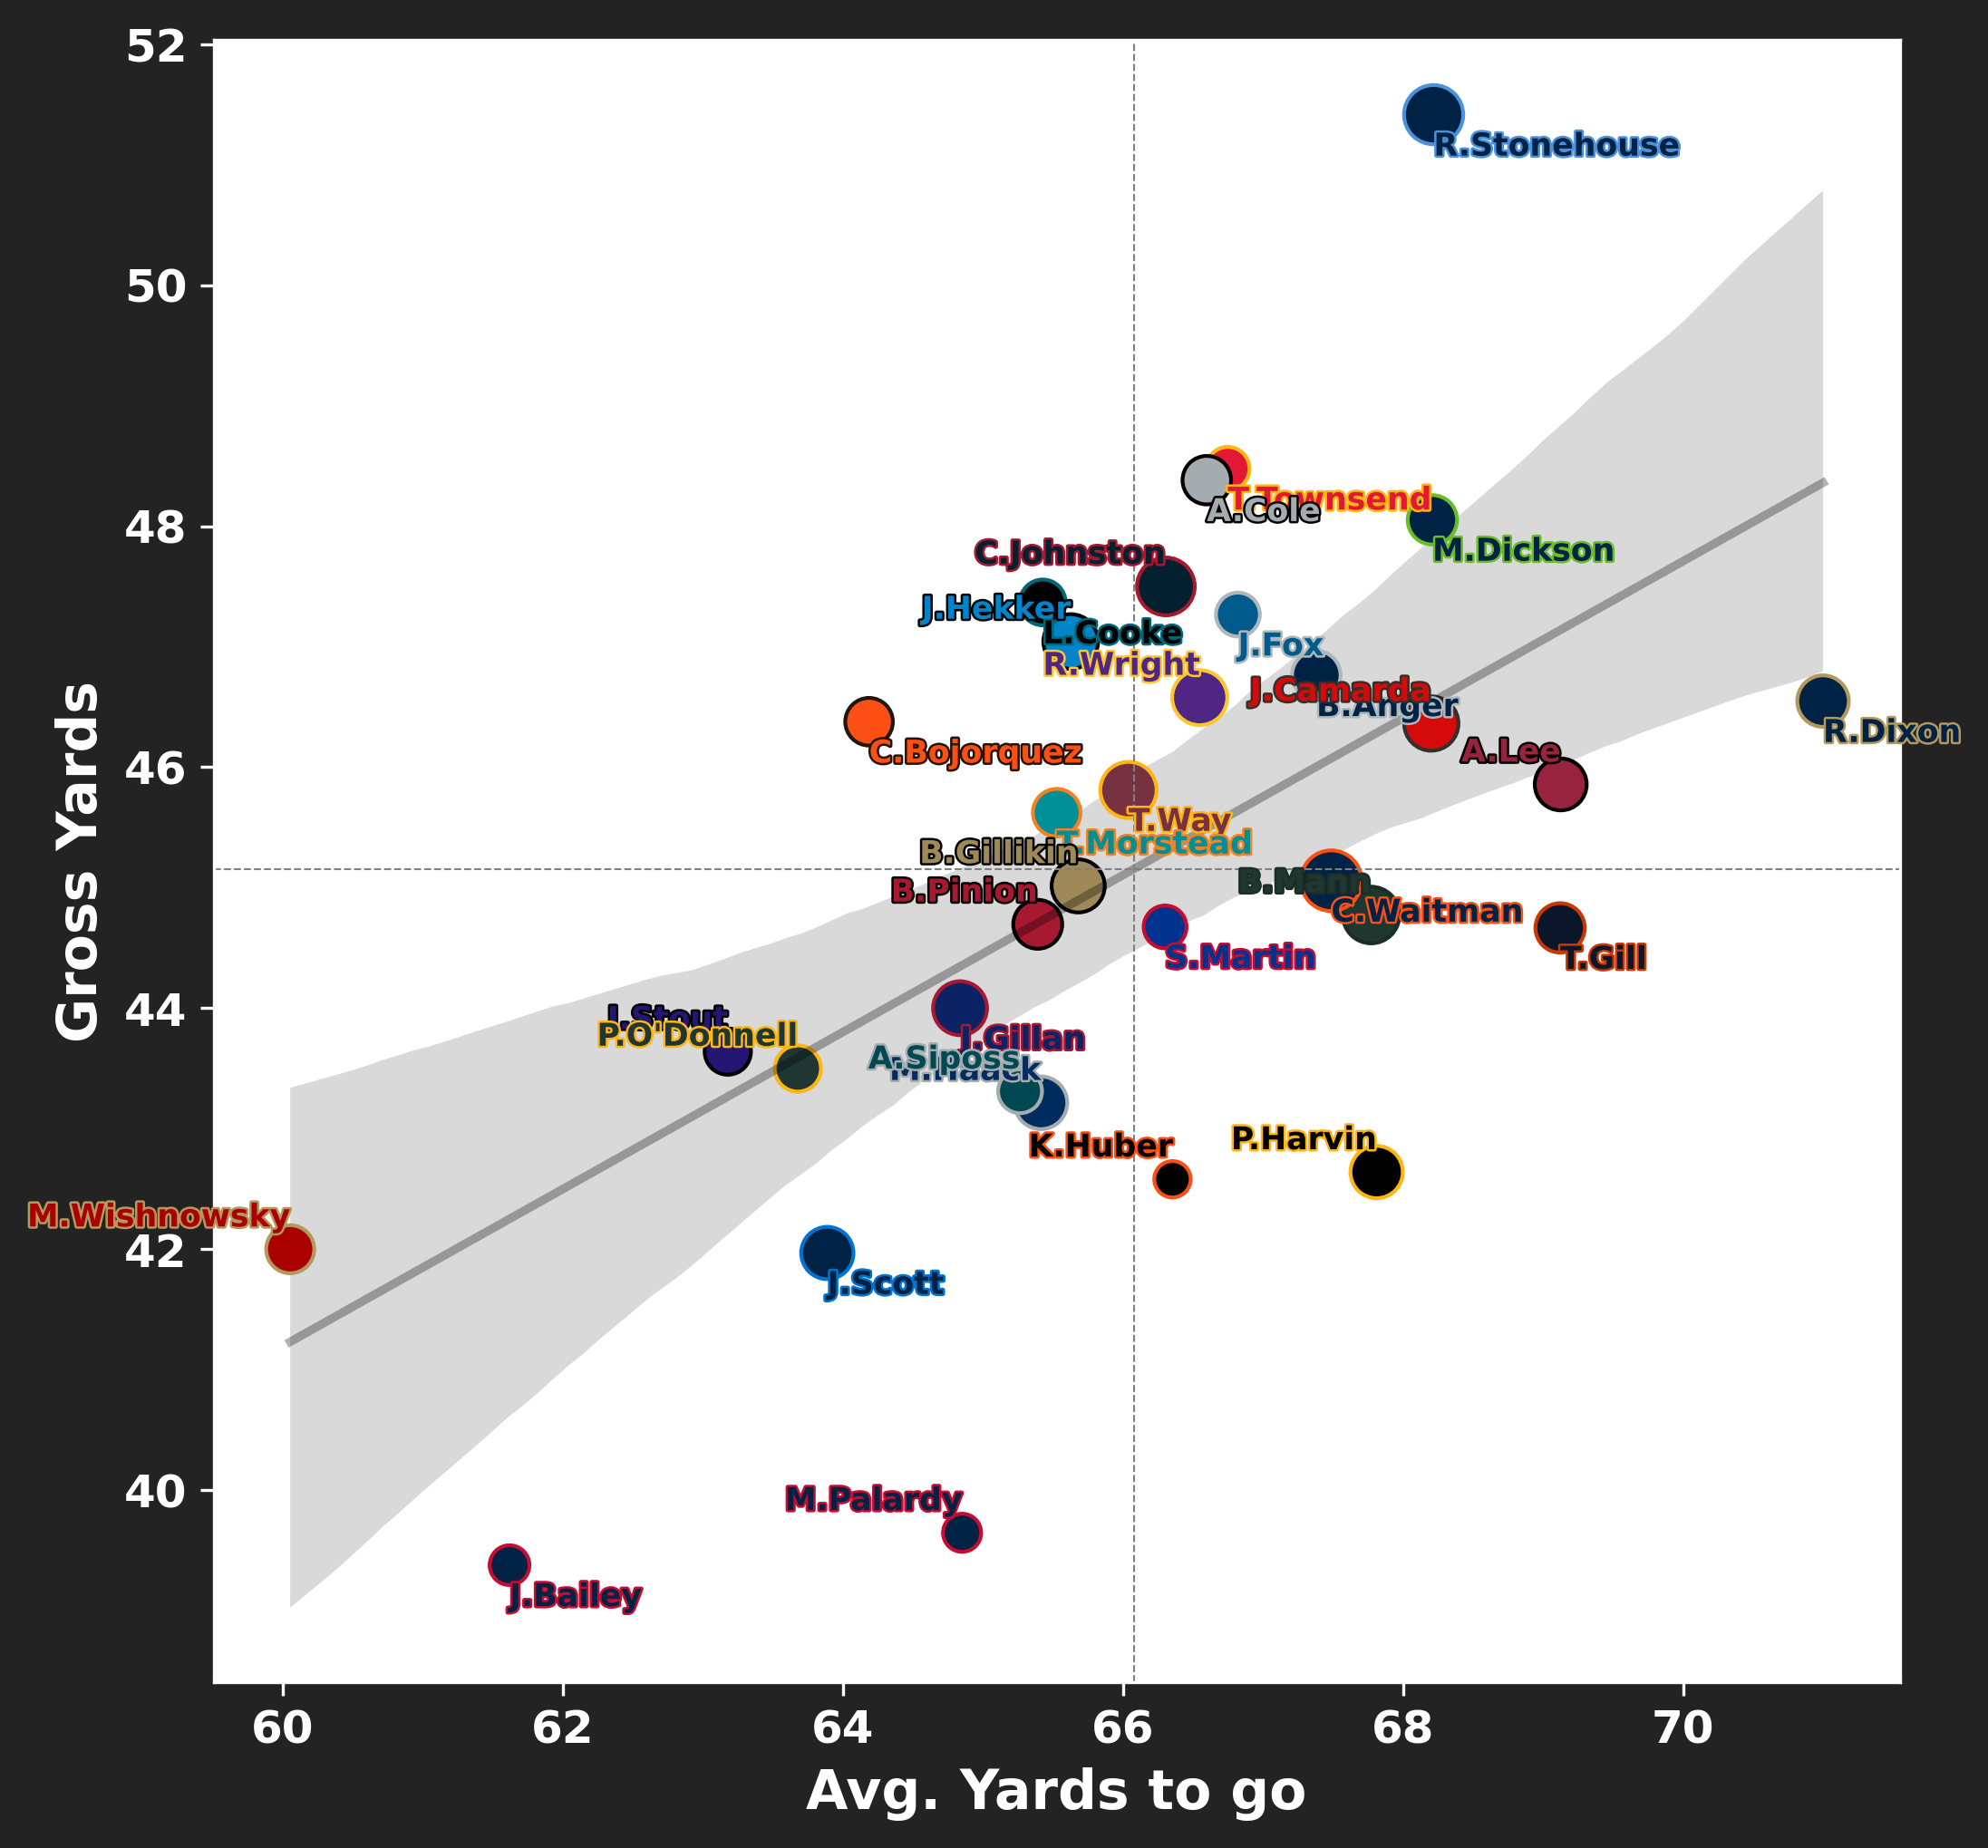 52
50
48
46
44
42
40
60
62
64
66
68
70
Gross Yards
Avg. Yards to go
R.Stonehouse
T.Townsend
A.Cole
M.Dickson
C.Johnston
J.Hekker
L.Cooke
J.Fox
R.Wright
J.Camarda
B.Anger
R.Dixon
C.Bojorquez
A.Lee
T.Way
T.Morstead
B.Gillikin
B.Mann
B.Pinion
C.Waitman
S.Martin
T.Gill
J.Stout
P.O'Donnell
J.Gillan
A.Siposs
M.Haack
K.Huber
P.Harvin
M.Wishnowsky
J.Scott
M.Palardy
J.Bailey